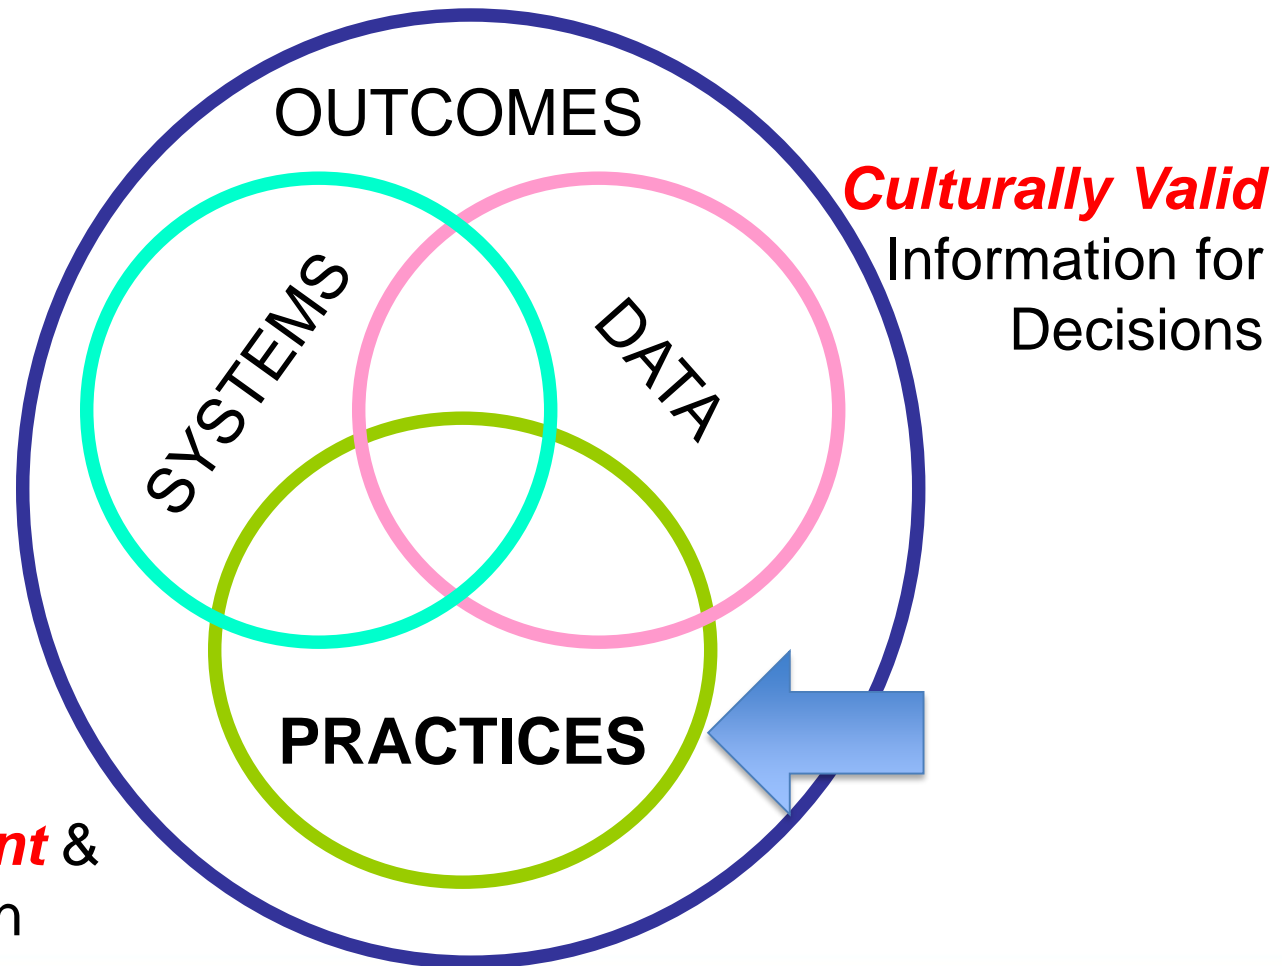 OUTCOMES
Culturally Valid
Information for
Decisions
SYSTEMS
DATA
PRACTICES
&